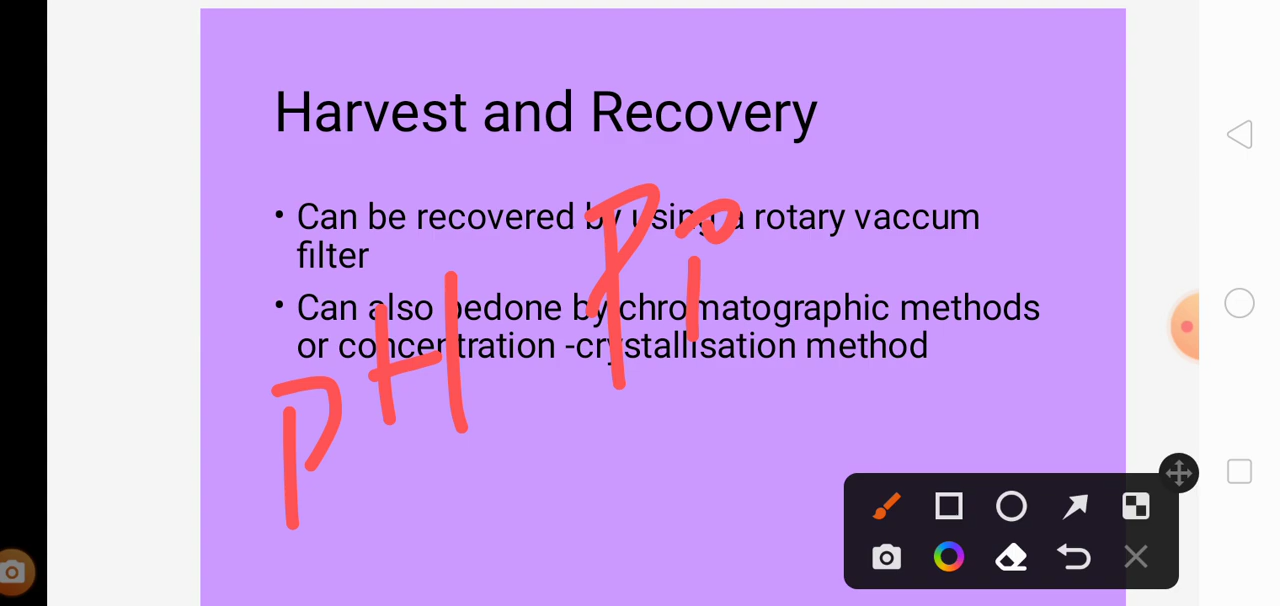 Harvest and Recovery
• Can be recovered by using a rotary vaccum
filter
• Can also bedone by chromatographic methods
or concentration -crystallisation method
PH
Pi